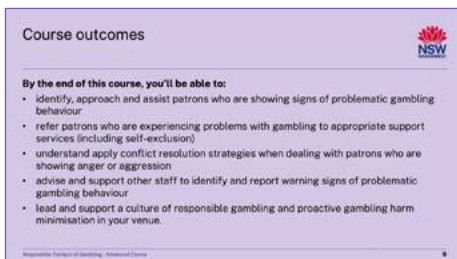 Course outcomes
NSW
GOVERNMENT
By the end of this course, you'll be able to:
• identify, approach and assist patrons who are showing signs of problematic gambling
behaviour
• refer patrons who are experiencing problems with gambling to appropriate support
services (including self-exclusion)
• understand apply conflict resolution strategies when dealing with patrons who are
showing anger or aggression
• advise and support other staff to identify and report warning signs of problematic
gambling behaviour
• lead and support a culture of responsible gambling and proactive gambling harm
minimisation in your venue.
Responsible Conduct of Gambling - Advanced Course